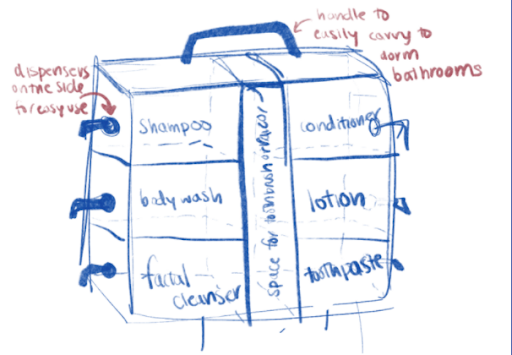 handle to
easily carry to
dorm
bathrooms
dispensers
on the side
for easy use
shampoo
conditioner
body wash
lotion
facial
cleanser
toothpaste
space for toothbrush or razor